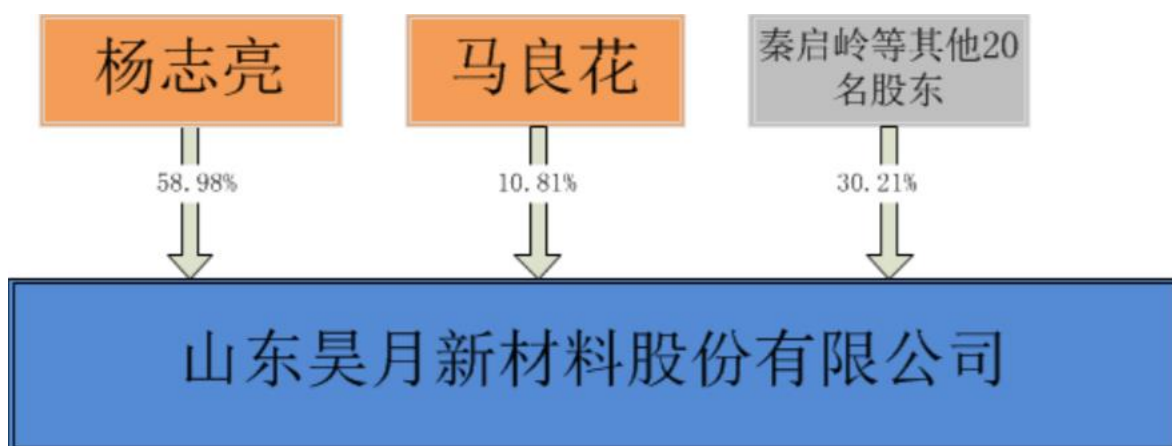 杨志亮
马良花
秦启岭等其他20
名股东
58.98%
10.81%
30.21%
山东昊月新材料股份有限公司